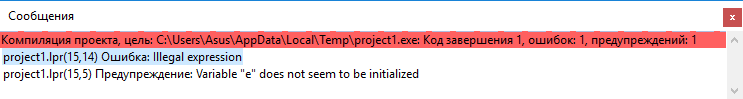 Сообщения
Компиляция проекта, цель: C:\Users\Asus\AppData\Local\Temp\project1.exe: Код завершения 1, ошибок: 1, предупреждений: 1
project1.lpr(15,14) Ошибка: Illegal expression
project1.lpr(15,5) Предупреждение: Variable "e" does not seem to be initialized